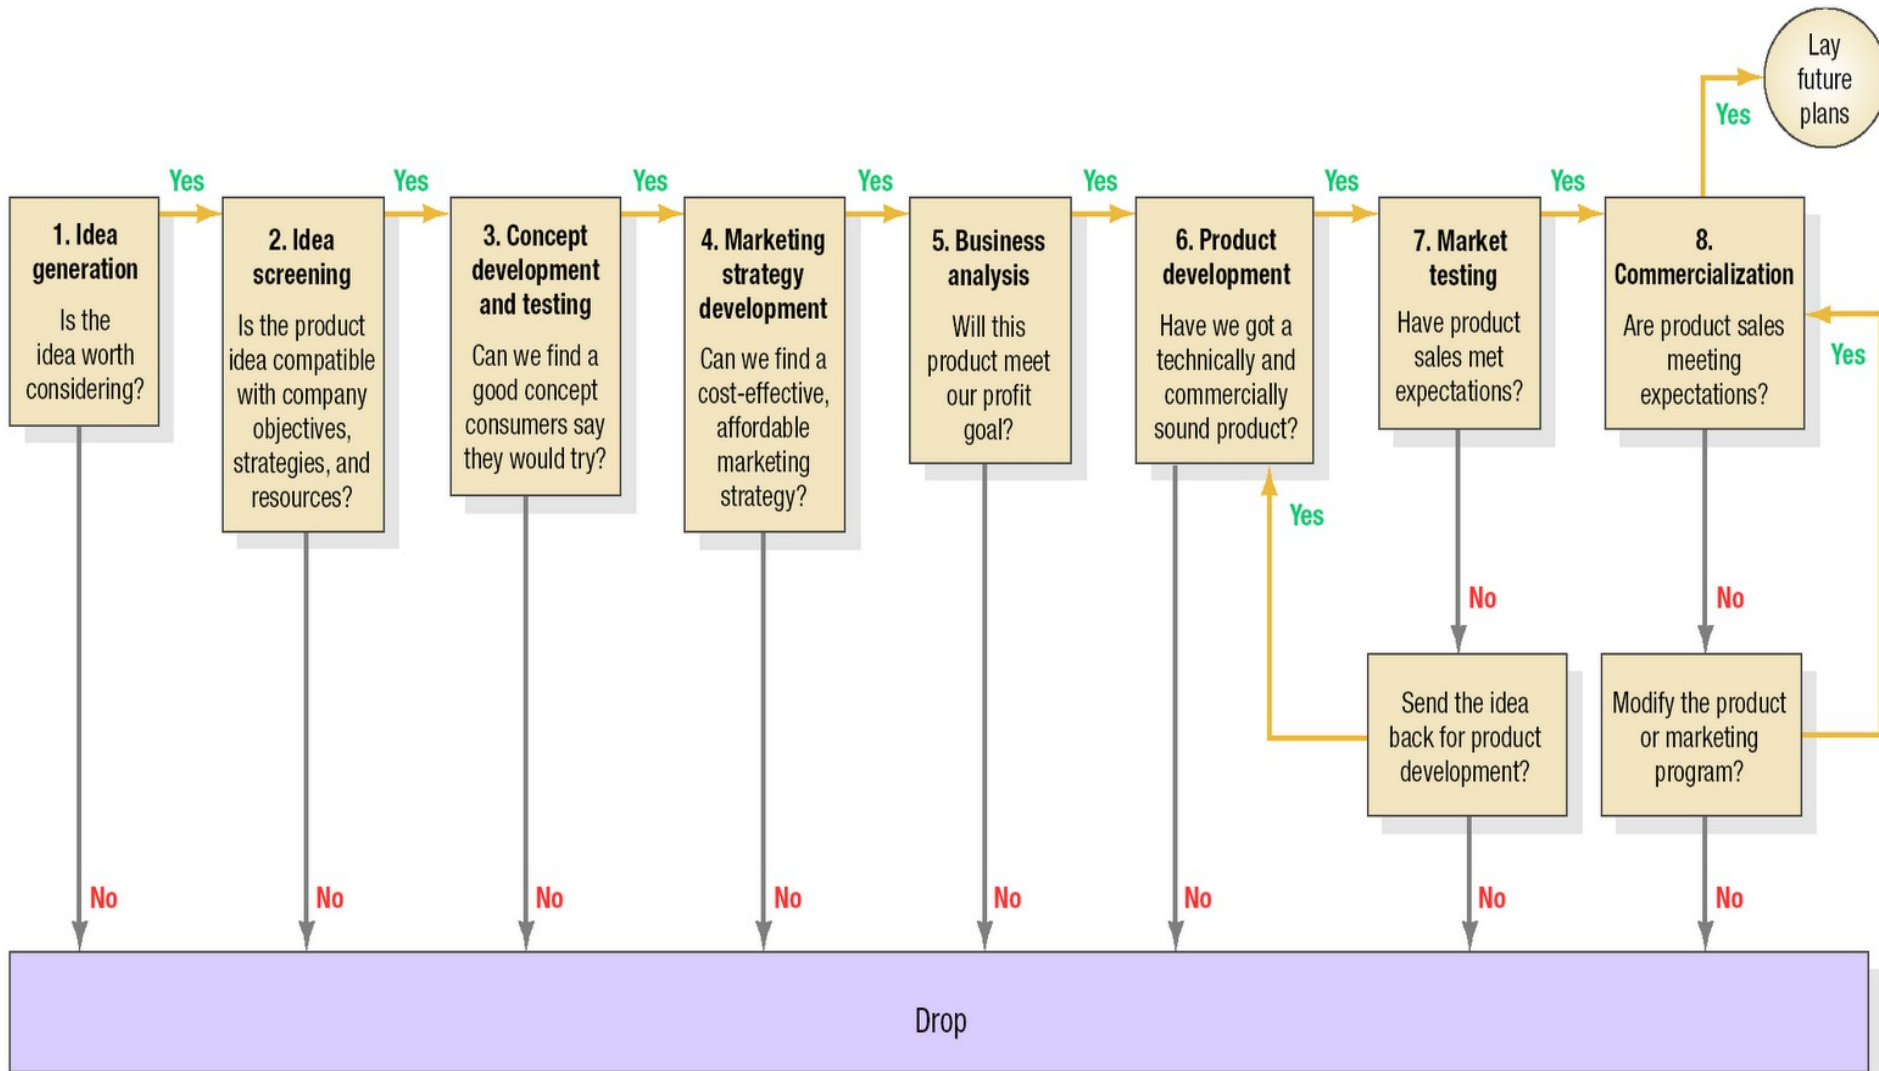 Lay
future
plans
Yes
Yes
Yes
Yes
Yes
Yes
Yes
Yes
1. Idea
generation
Is the
idea worth
considering?
2. Idea
screening
Is the product
idea compatible
with company
objectives,
strategies, and
resources?
3. Concept
development
and testing
Can we find a
good concept
consumers say
they would try?
4. Marketing
strategy
development
Can we find a
cost-effective,
affordable
marketing
strategy?
5. Business
analysis
Will this
product meet
our profit
goal?
6. Product
development
Have we got a
technically and
commercially
sound product?
7. Market
testing
Have product
sales met
expectations?
8.
Commercialization
Are product sales
meeting
expectations?
Yes
Yes
No
No
Send the idea
back for product
development?
Modify the product
or marketing
program?
No
No
No
No
No
No
No
No
Drop